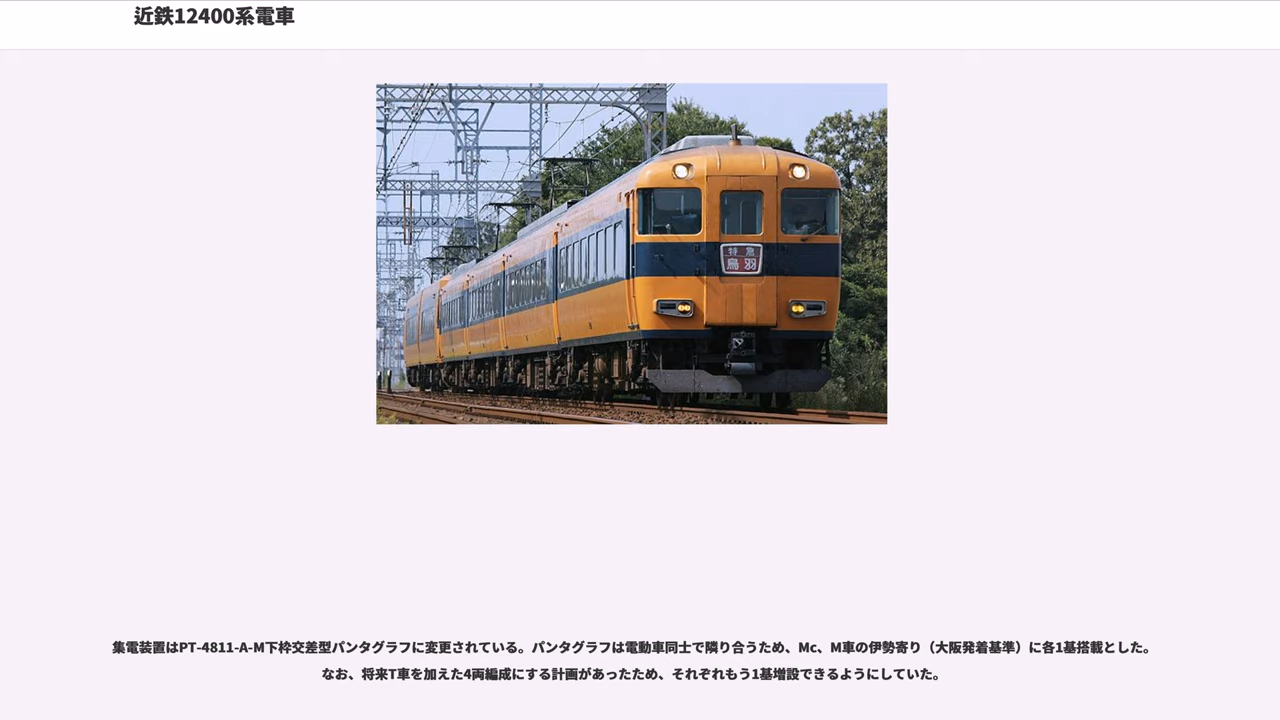 近鉄12400系電車
特急
鳥羽
集電装置はPT-4811-A-M下枠交差型パンタグラフに変更されている。パンタグラフは電動車同士で隣り合うため、Mc、M車の伊勢寄り（大阪発着基準）に各1基搭載とした。
なお、将来T車を加えた4両編成にする計画があったため、それぞれもう1基増設できるようにしていた。